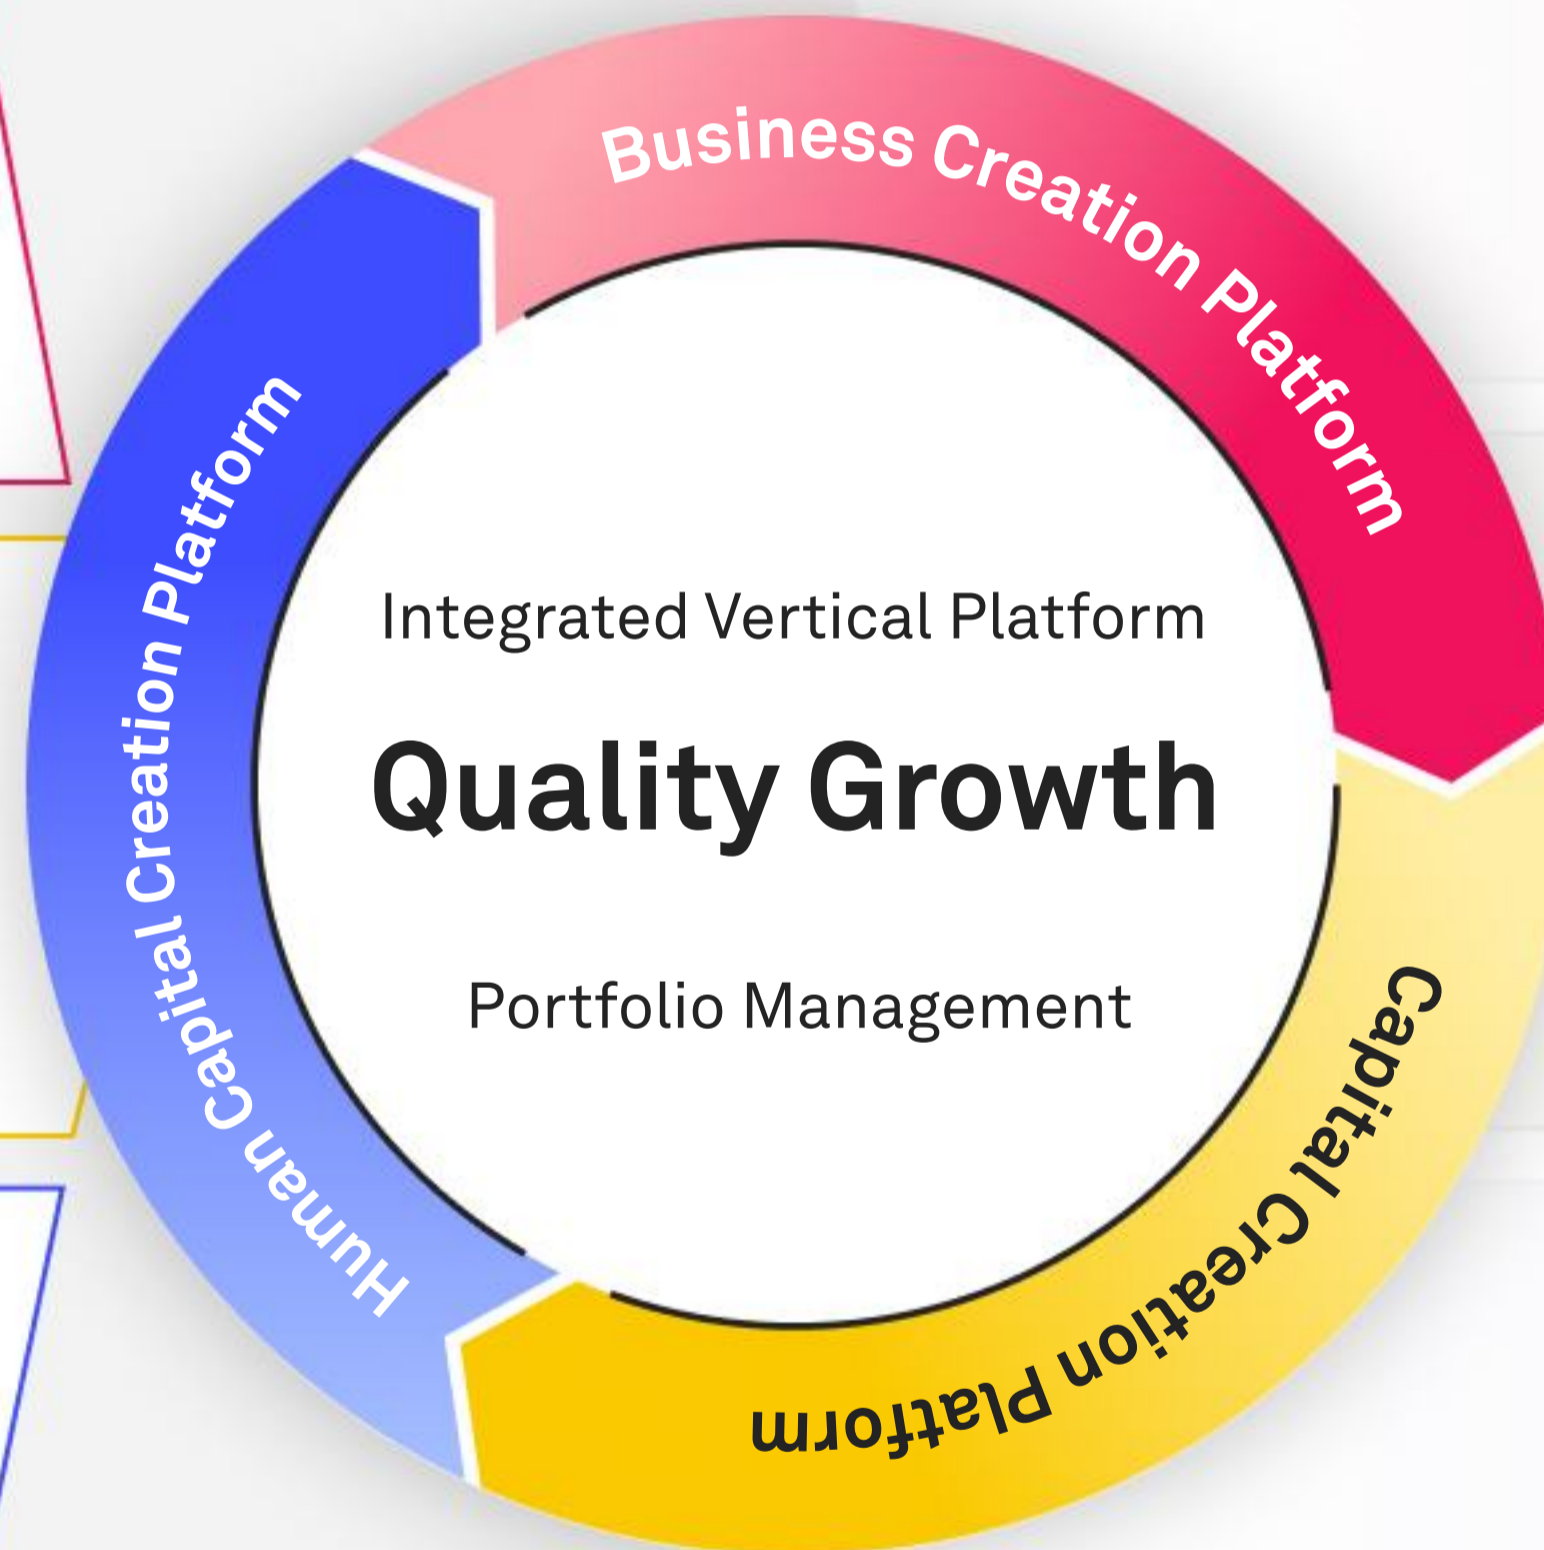 Business Creation Platform
Human Capital Creation Platform
Integrated Vertical Platform
Quality Growth
Portfolio Management
Capital Creation Platform